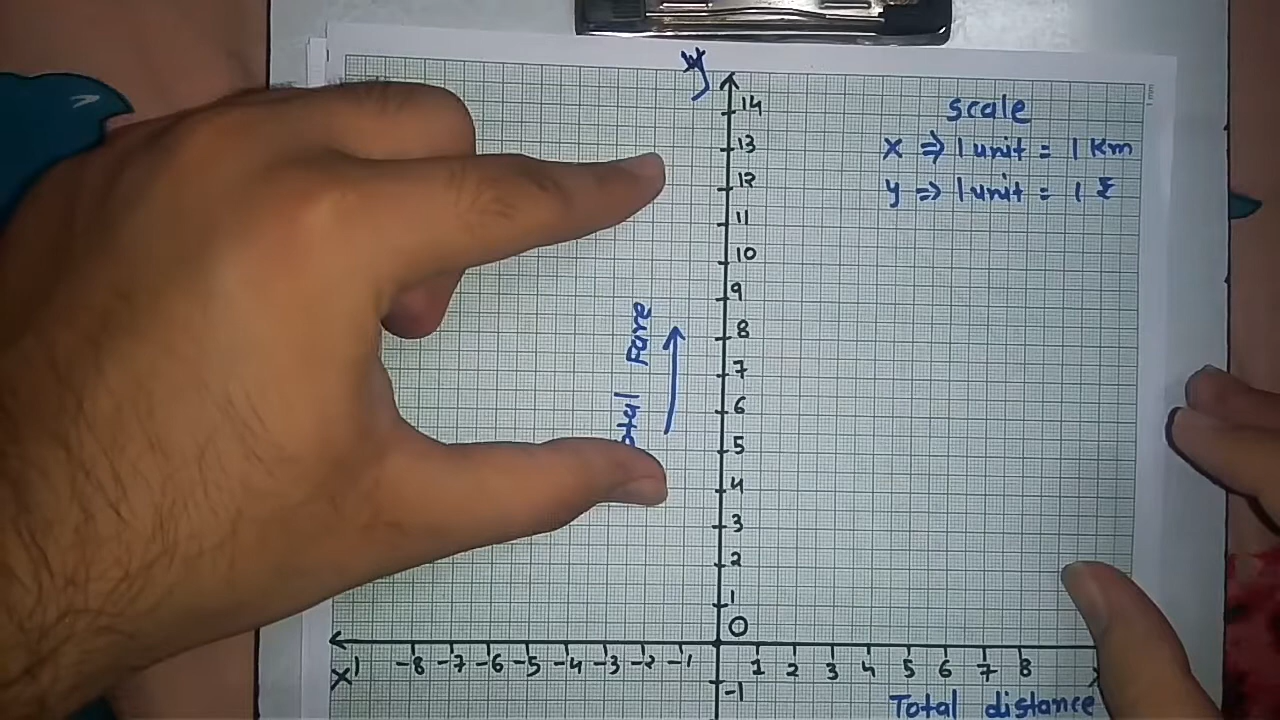 y
scale
x ⇒ 1 unit = 1 Km
y ⇒ 1 unit = 1 ₹
14
13
12
11
10
9
8
7
6
5
4
3
2
1
0
Fare
x' -8 -7 -6 -5 -4 -3 -2 -1 1 2 3 4 5 6 7 8
-1
Total distance
1 mm